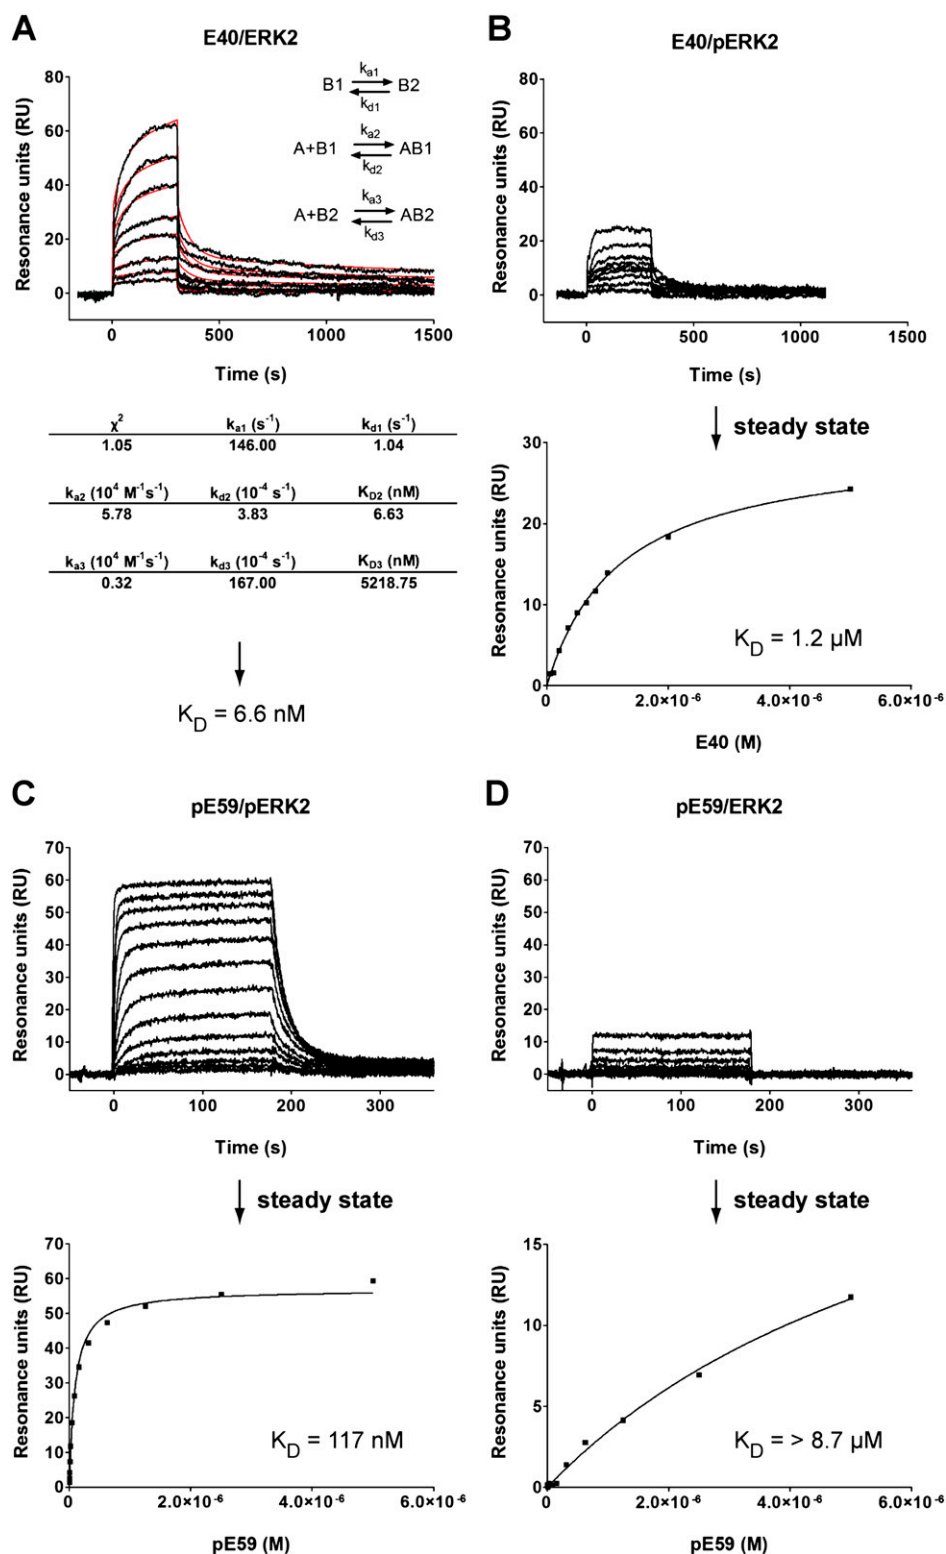 A
E40/ERK2
Resonance units (RU)
80
60
40
20
0
0 500 1000 1500
Time (s)
B1 ka1 kd1 B2
A+B1 ka2 kd2 AB1
A+B2 ka3 kd3 AB2
χ² ka1 (s⁻¹) kd1 (s⁻¹)
1.05 146.00 1.04
ka2 (10⁴ M⁻¹s⁻¹) kd2 (10⁻⁴ s⁻¹) KD2 (nM)
5.78 3.83 6.63
ka3 (10⁴ M⁻¹s⁻¹) kd3 (10⁻⁴ s⁻¹) KD3 (nM)
0.32 167.00 5218.75
KD = 6.6 nM
B
E40/pERK2
Resonance units (RU)
80
60
40
20
0
0 500 1000 1500
Time (s)
steady state
Resonance units (RU)
30
20
10
0
KD = 1.2 µM
0 2.0×10⁻⁶ 4.0×10⁻⁶ 6.0×10⁻⁶
E40 (M)
C
pE59/pERK2
Resonance units (RU)
70
60
50
40
30
20
10
0
0 100 200 300
Time (s)
steady state
Resonance units (RU)
70
60
50
40
30
20
10
0
KD = 117 nM
0 2.0×10⁻⁶ 4.0×10⁻⁶ 6.0×10⁻⁶
pE59 (M)
D
pE59/ERK2
Resonance units (RU)
70
60
50
40
30
20
10
0
0 100 200 300
Time (s)
steady state
Resonance units (RU)
15
10
5
0
KD = > 8.7 µM
0 2.0×10⁻⁶ 4.0×10⁻⁶ 6.0×10⁻⁶
pE59 (M)